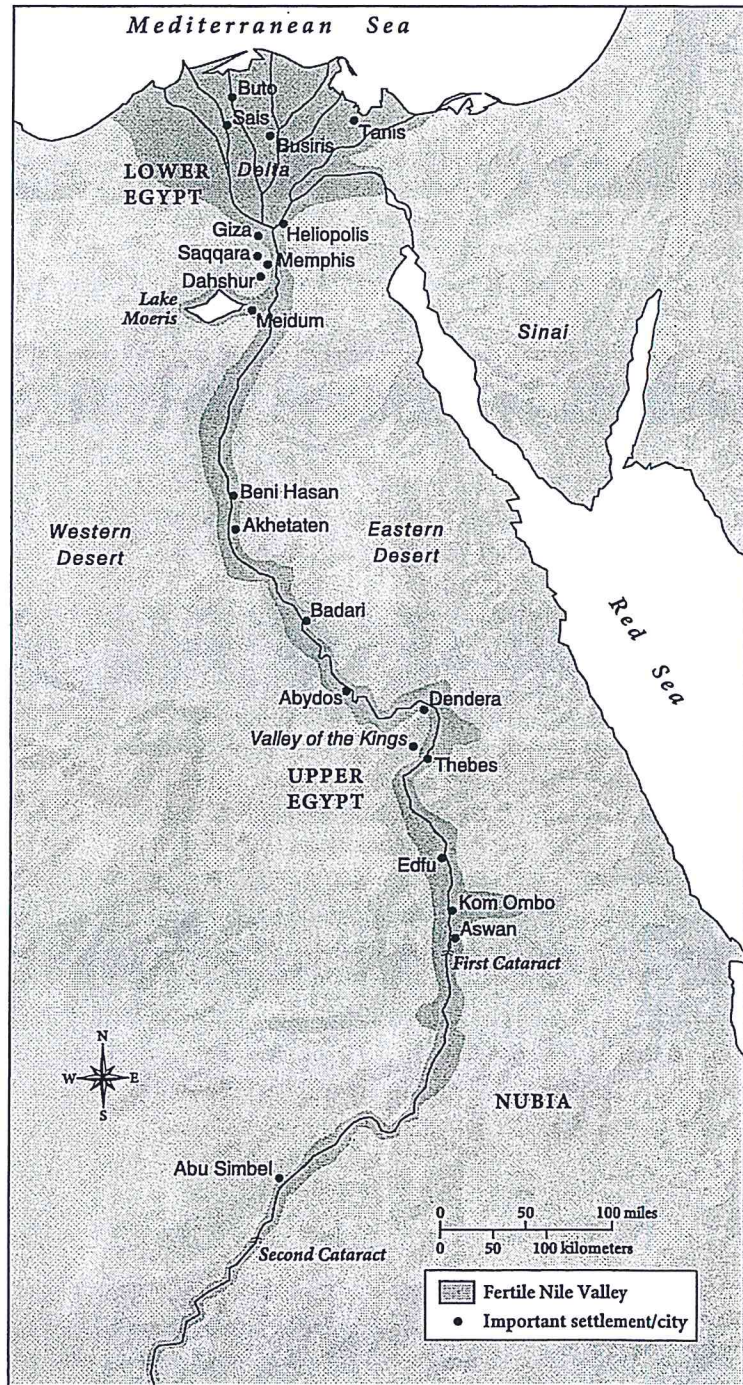 Mediterranean Sea
Buto
Sais
Tanis
Busiris
Delta
LOWER
EGYPT
Giza
Heliopolis
Saqqara
Memphis
Dahshur
Lake
Moeris
Meidum
Sinai
Beni Hasan
Akhetaten
Western
Desert
Eastern
Desert
Red Sea
Badari
Abydos
Dendera
Valley of the Kings
Thebes
UPPER
EGYPT
Edfu
Kom Ombo
Aswan
First Cataract
N
W E
S
NUBIA
Abu Simbel
Second Cataract
0 50 100 miles
0 50 100 kilometers
Fertile Nile Valley
Important settlement/city